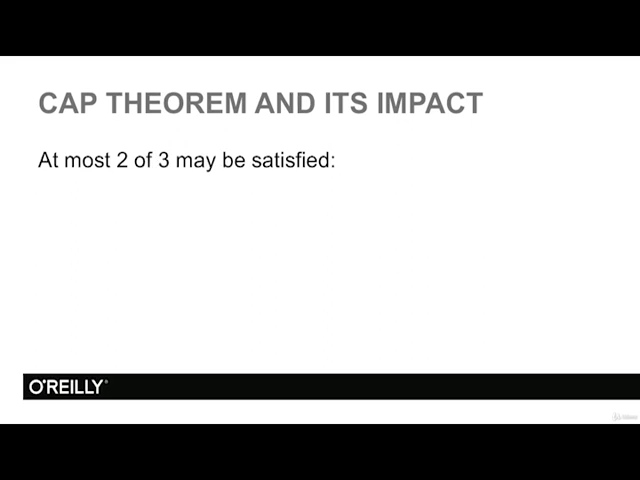 CAP THEOREM AND ITS IMPACT
At most 2 of 3 may be satisfied:
O'REILLY®